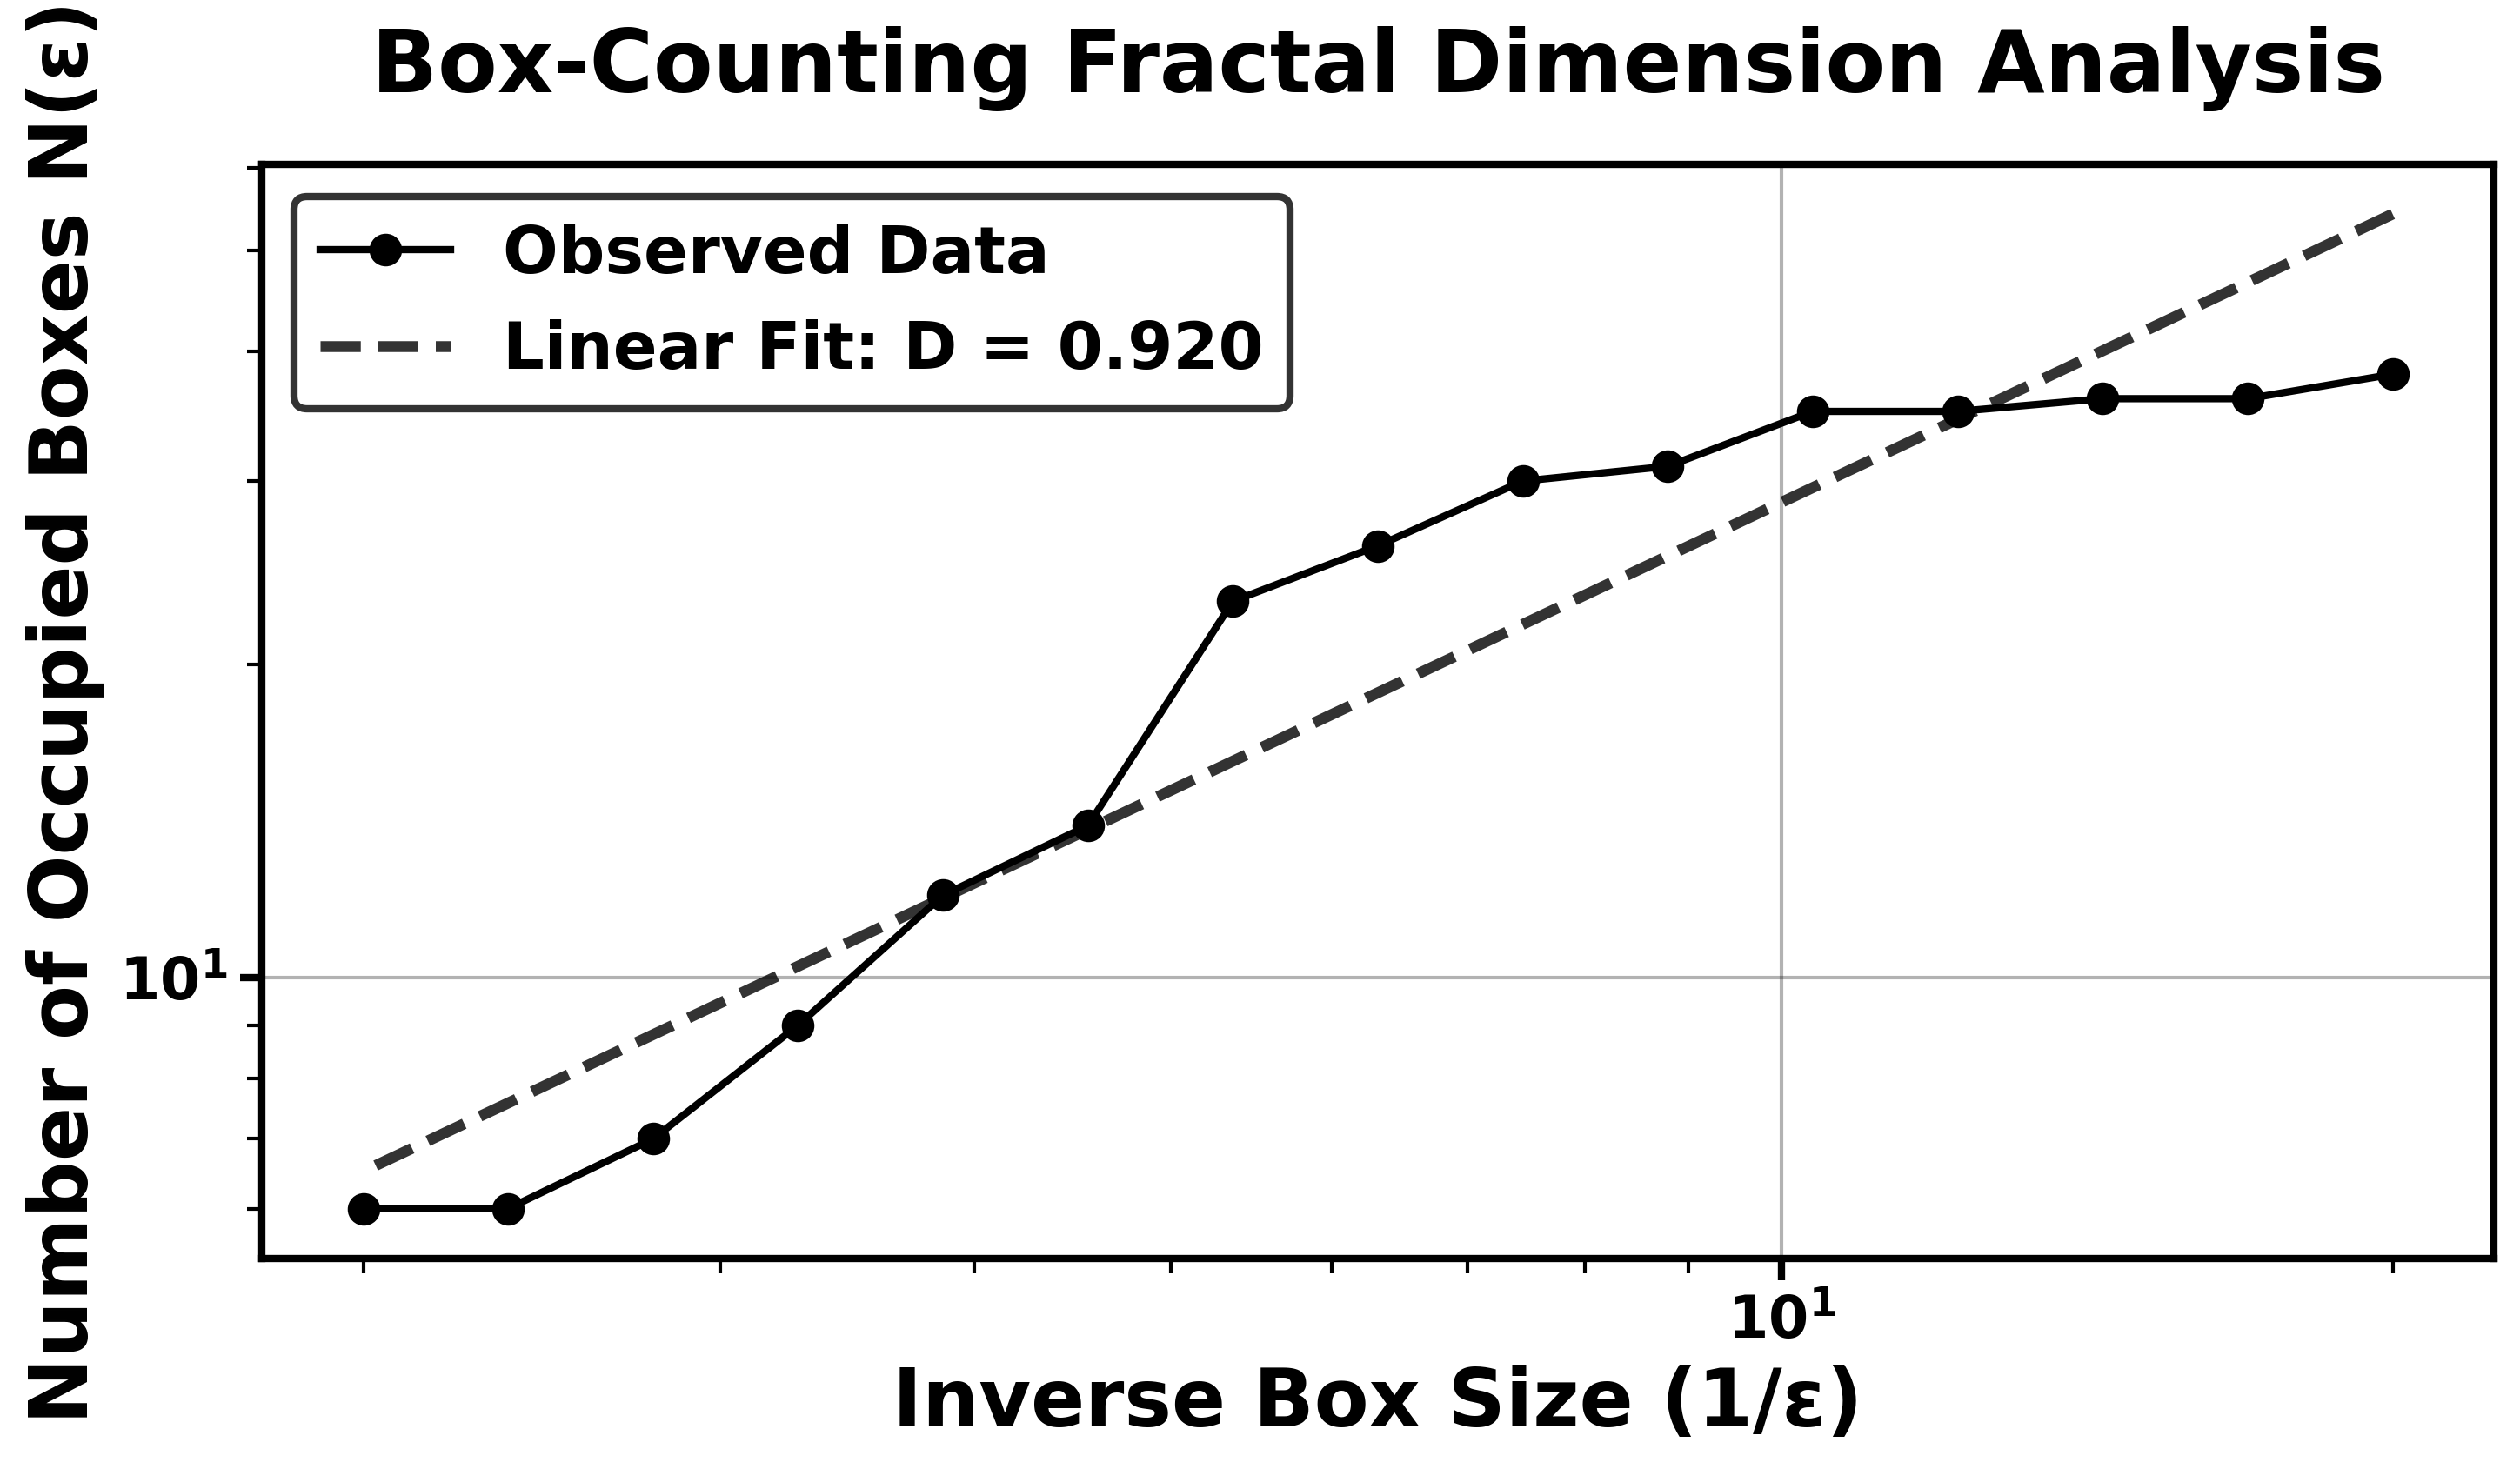 Box-Counting Fractal Dimension Analysis
Number of Occupied Boxes N(ε)
Observed Data
Linear Fit: D = 0.920
10¹
10¹
Inverse Box Size (1/ε)